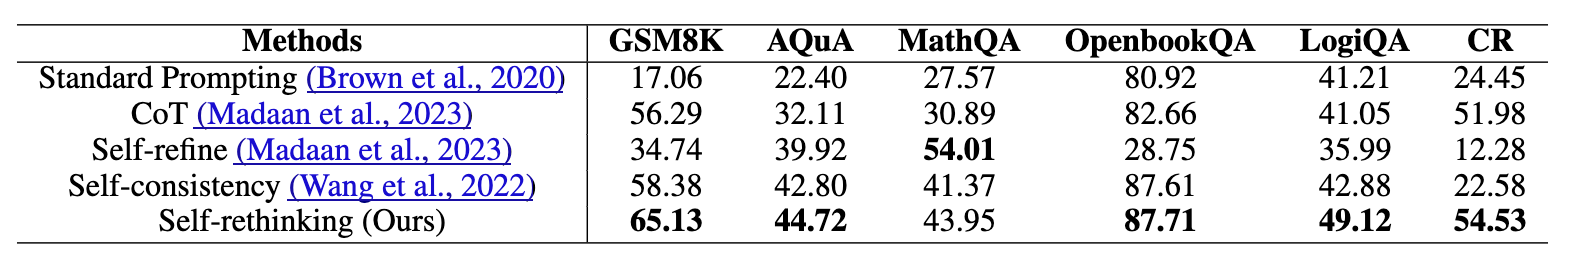 Methods GSM8K AQuA MathQA OpenbookQA LogiQA CR
Standard Prompting (Brown et al., 2020) 17.06 22.40 27.57 80.92 41.21 24.45
CoT (Madaan et al., 2023) 56.29 32.11 30.89 82.66 41.05 51.98
Self-refine (Madaan et al., 2023) 34.74 39.92 54.01 28.75 35.99 12.28
Self-consistency (Wang et al., 2022) 58.38 42.80 41.37 87.61 42.88 22.58
Self-rethinking (Ours) 65.13 44.72 43.95 87.71 49.12 54.53